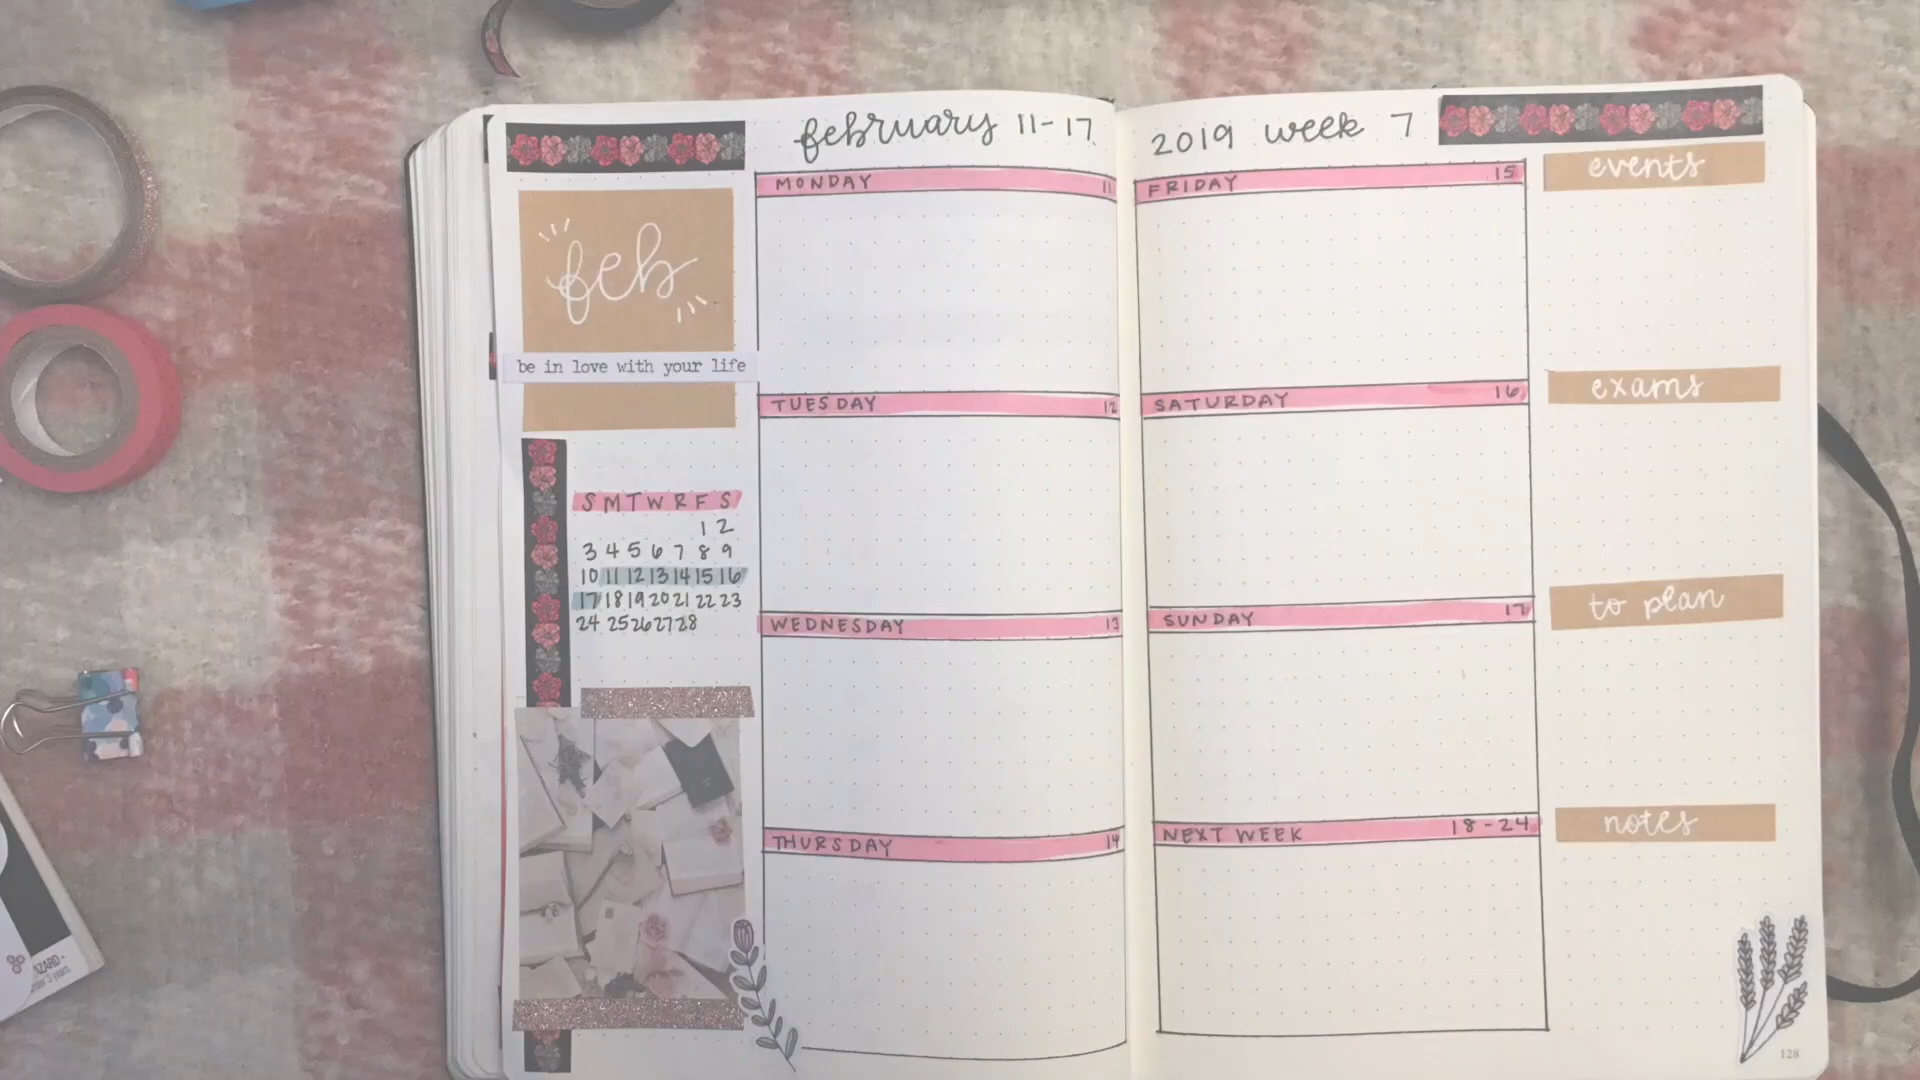 february 11-17
2019 week 7
feb
be in love with your life
S M T W R F S
1 2
3 4 5 6 7 8 9
10 11 12 13 14 15 16
17 18 19 20 21 22 23
24 25 26 27 28
MONDAY 11
TUESDAY 12
WEDNESDAY 13
THURSDAY 14
FRIDAY 15
SATURDAY 16
SUNDAY 17
NEXT WEEK 18-24
events
exams
to plan
notes
128